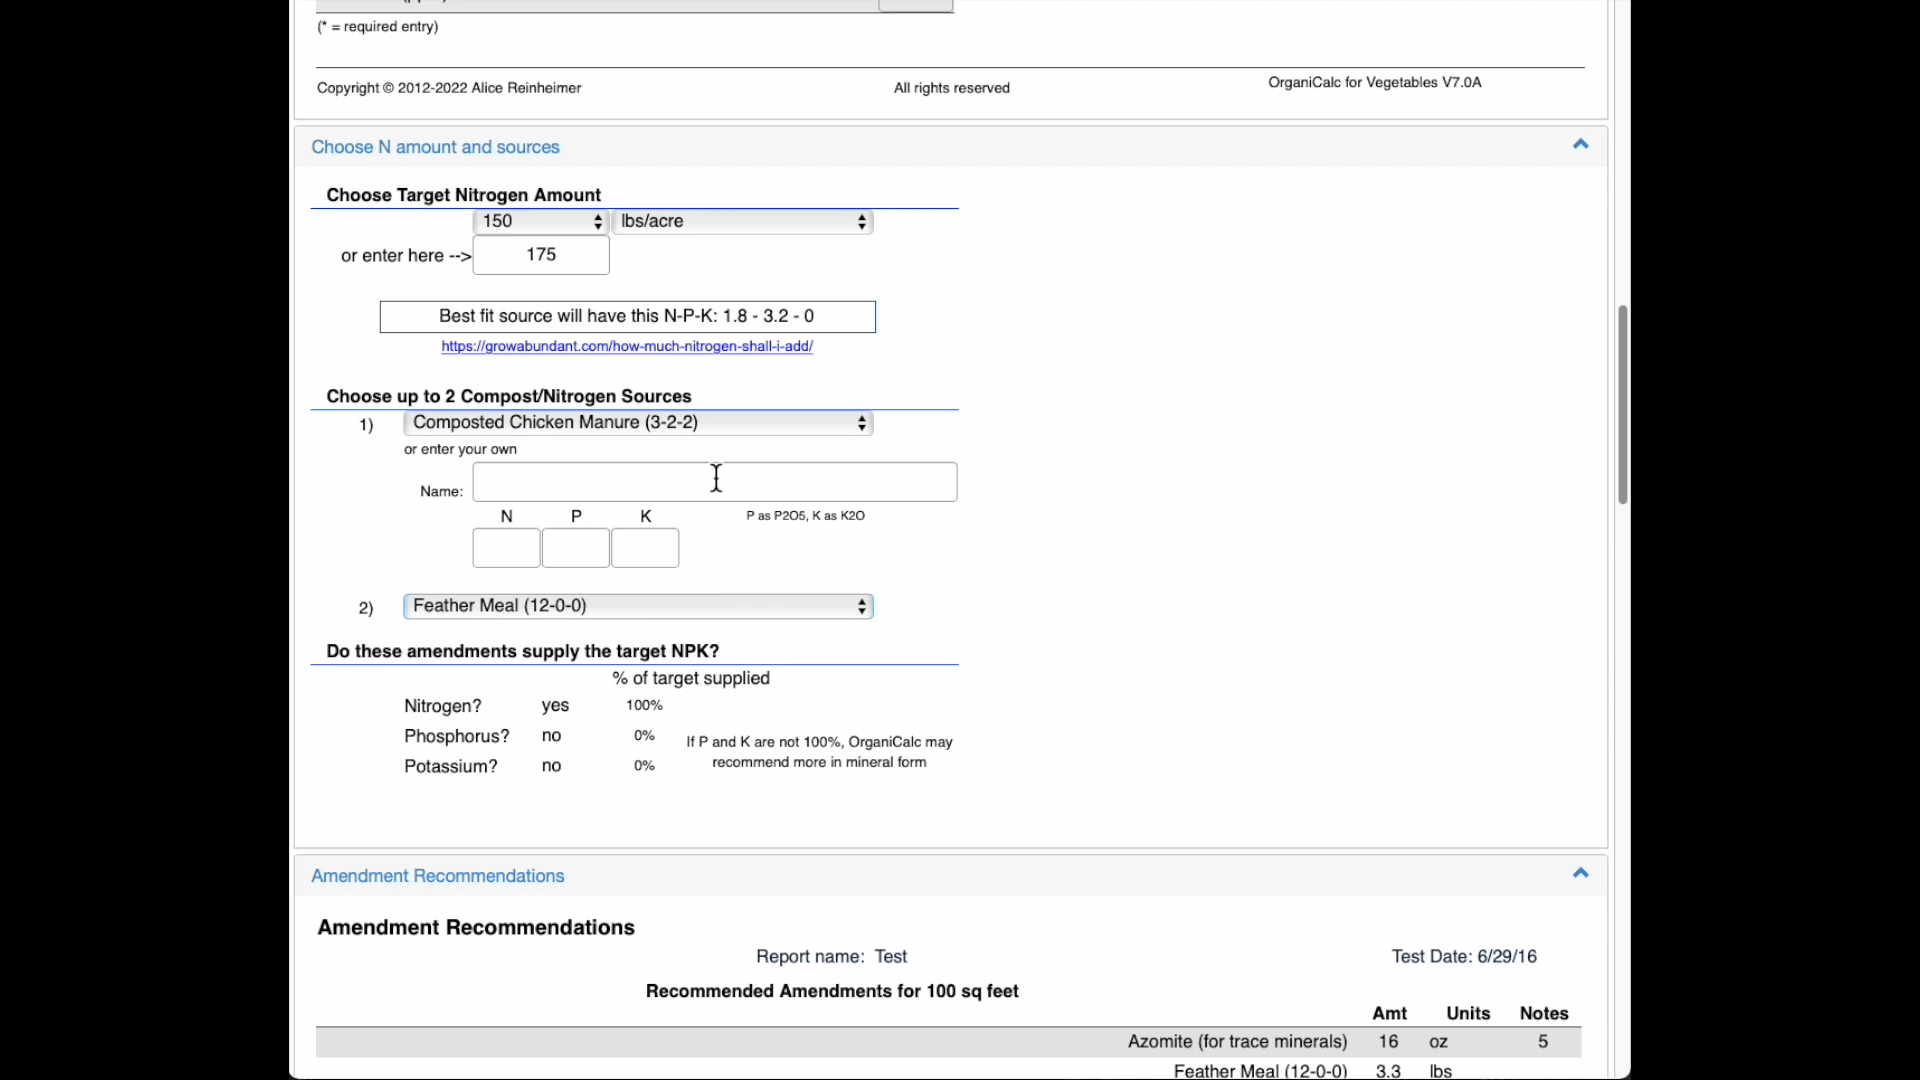 (* = required entry)
Copyright © 2012-2022 Alice Reinheimer All rights reserved OrganiCalc for Vegetables V7.0A
Choose N amount and sources
Choose Target Nitrogen Amount
150 lbs/acre
or enter here --> 175
Best fit source will have this N-P-K: 1.8 - 3.2 - 0
https://growabundant.com/how-much-nitrogen-shall-i-add/
Choose up to 2 Compost/Nitrogen Sources
1) Composted Chicken Manure (3-2-2)
or enter your own
Name:
N P K P as P2O5, K as K2O
2) Feather Meal (12-0-0)
Do these amendments supply the target NPK?
% of target supplied
Nitrogen? yes 100%
Phosphorus? no 0% If P and K are not 100%, OrganiCalc may
recommend more in mineral form
Potassium? no 0%
Amendment Recommendations
Amendment Recommendations
Report name: Test Test Date: 6/29/16
Recommended Amendments for 100 sq feet
Amt Units Notes
Azomite (for trace minerals) 16 oz 5
Feather Meal (12-0-0) 3.3 lbs